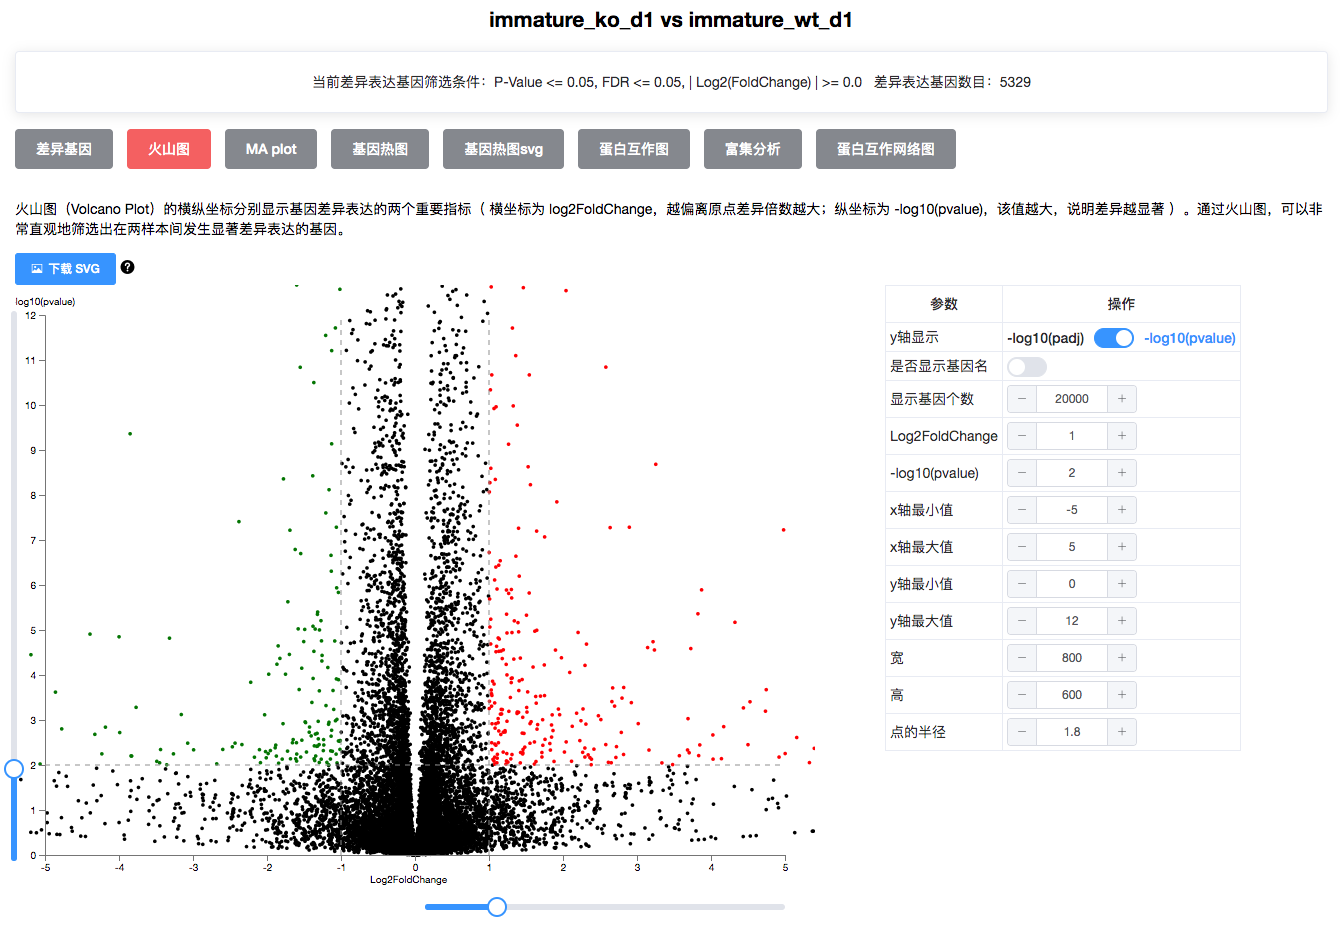 immature_ko_d1 vs immature_wt_d1
当前差异表达基因筛选条件：P-Value <= 0.05, FDR <= 0.05, | Log2(FoldChange) | >= 0.0 差异表达基因数目：5329
差异基因 火山图 MA plot 基因热图 基因热图svg 蛋白互作图 富集分析 蛋白互作网络图
火山图（Volcano Plot）的横纵坐标分别显示基因差异表达的两个重要指标（ 横坐标为 log2FoldChange，越偏离原点差异倍数越大；纵坐标为 -log10(pvalue)，该值越大，说明差异越显著 ）。通过火山图，可以非
常直观地筛选出在两样本间发生显著差异表达的基因。
下载 SVG ?
log10(pvalue)
12
11
10
9
8
7
6
5
4
3
2
1
0
-5 -4 -3 -2 -1 0 1 2 3 4 5
Log2FoldChange
参数 操作
y轴显示 -log10(padj) -log10(pvalue)
是否显示基因名
显示基因个数 − 20000 +
Log2FoldChange − 1 +
-log10(pvalue) − 2 +
x轴最小值 − -5 +
x轴最大值 − 5 +
y轴最小值 − 0 +
y轴最大值 − 12 +
宽 − 800 +
高 − 600 +
点的半径 − 1.8 +